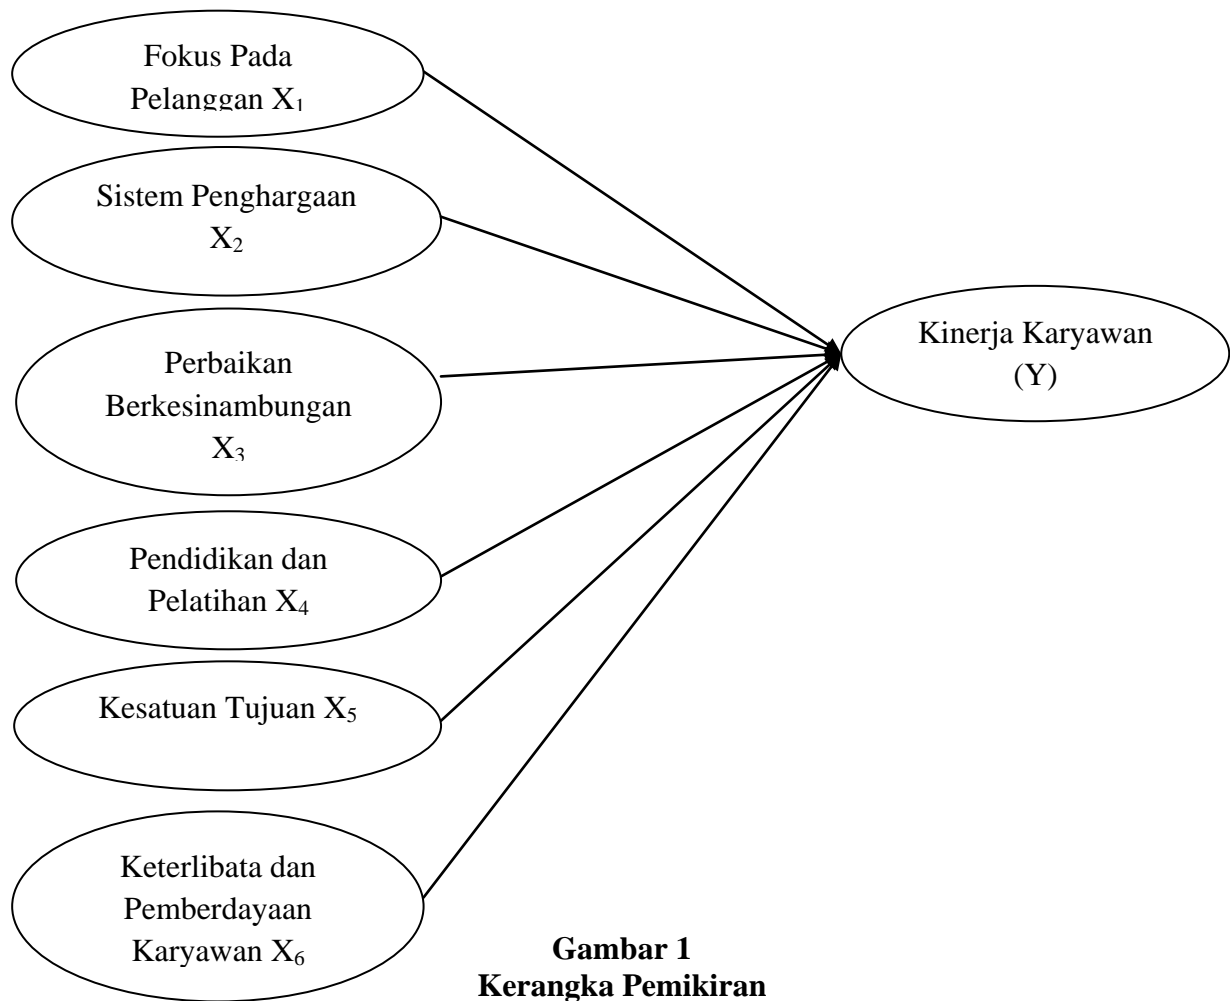 Fokus Pada
Pelanggan X₁
Sistem Penghargaan
X₂
Perbaikan
Berkesinambungan
X₃
Pendidikan dan
Pelatihan X₄
Kesatuan Tujuan X₅
Keterlibata dan
Pemberdayaan
Karyawan X₆
Kinerja Karyawan
(Y)
Gambar 1
Kerangka Pemikiran